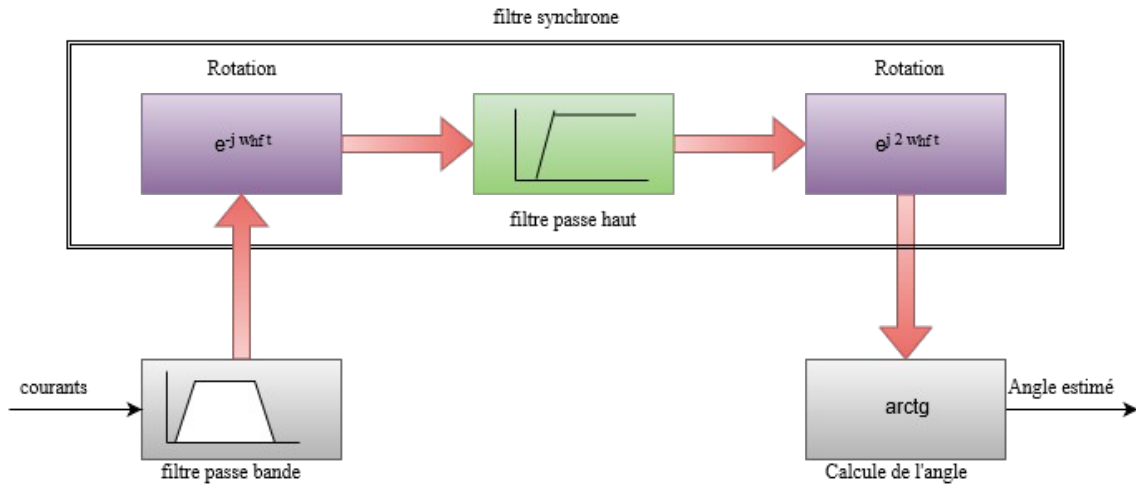 filtre synchrone
Rotation
Rotation
e-j whf t
ej 2 whf t
filtre passe haut
courants
arctg
Angle estimé
filtre passe bande
Calcule de l'angle